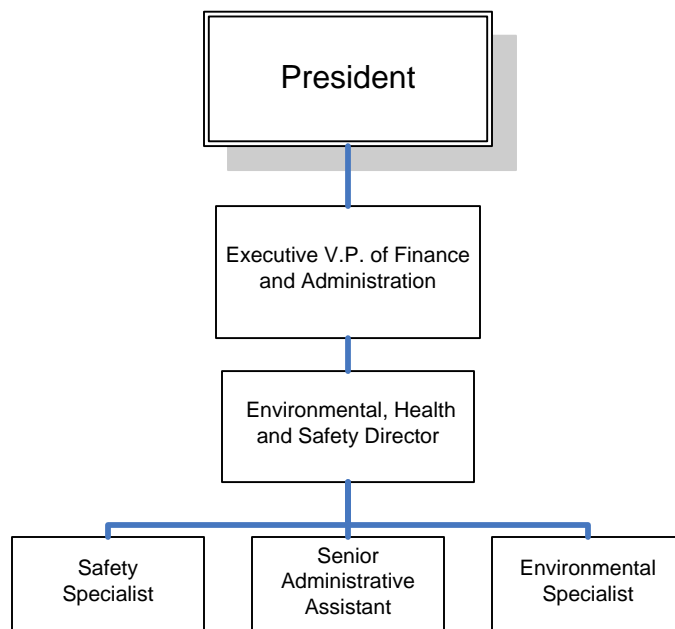 President
Executive V.P. of Finance
and Administration
Environmental, Health
and Safety Director
Safety
Specialist
Senior
Administrative
Assistant
Environmental
Specialist